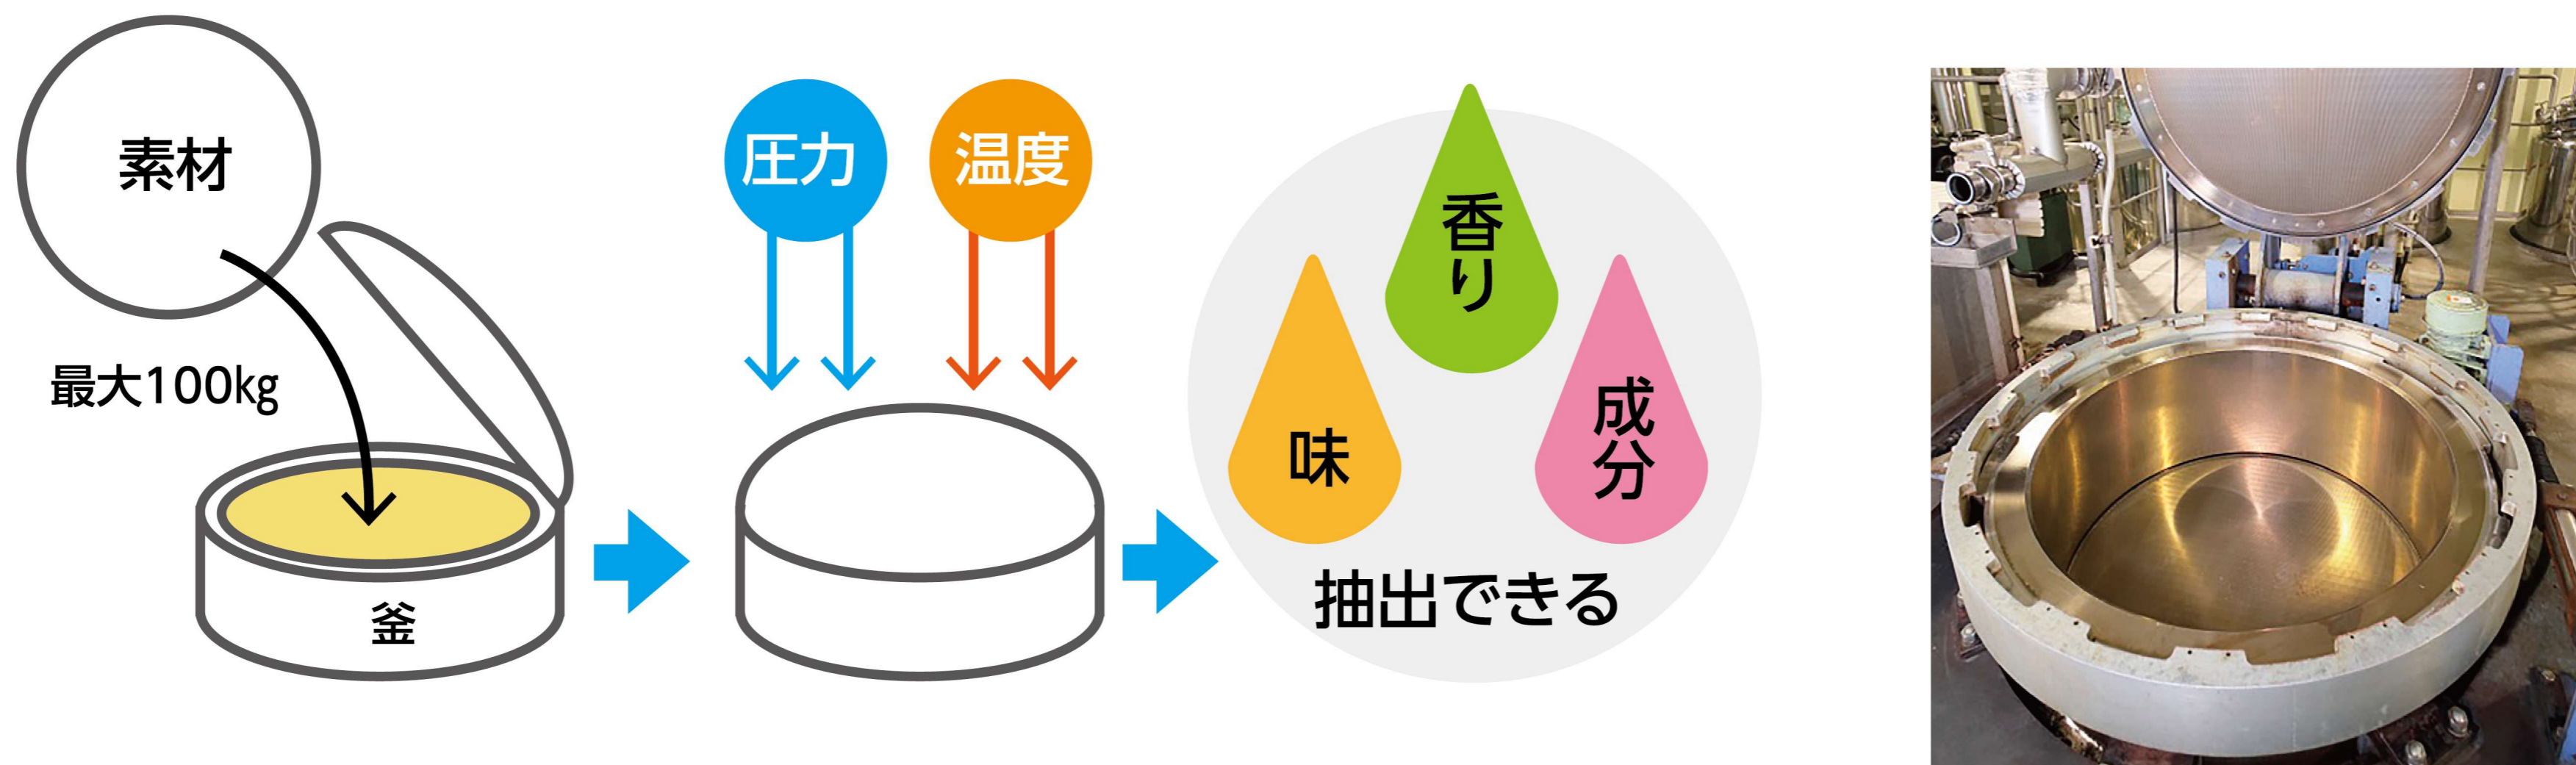 素材
最大100kg
釜
圧力
温度
香り
味
成分
抽出できる